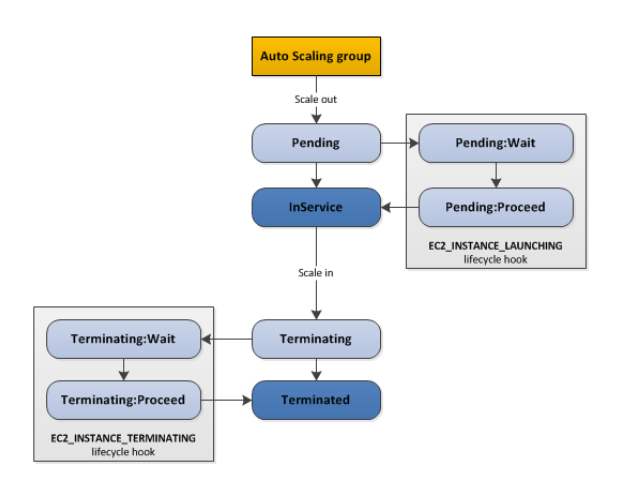 Auto Scaling group
Scale out
Pending
Pending:Wait
InService
Pending:Proceed
EC2_INSTANCE_LAUNCHING
lifecycle hook
Scale in
Terminating:Wait
Terminating
Terminating:Proceed
Terminated
EC2_INSTANCE_TERMINATING
lifecycle hook